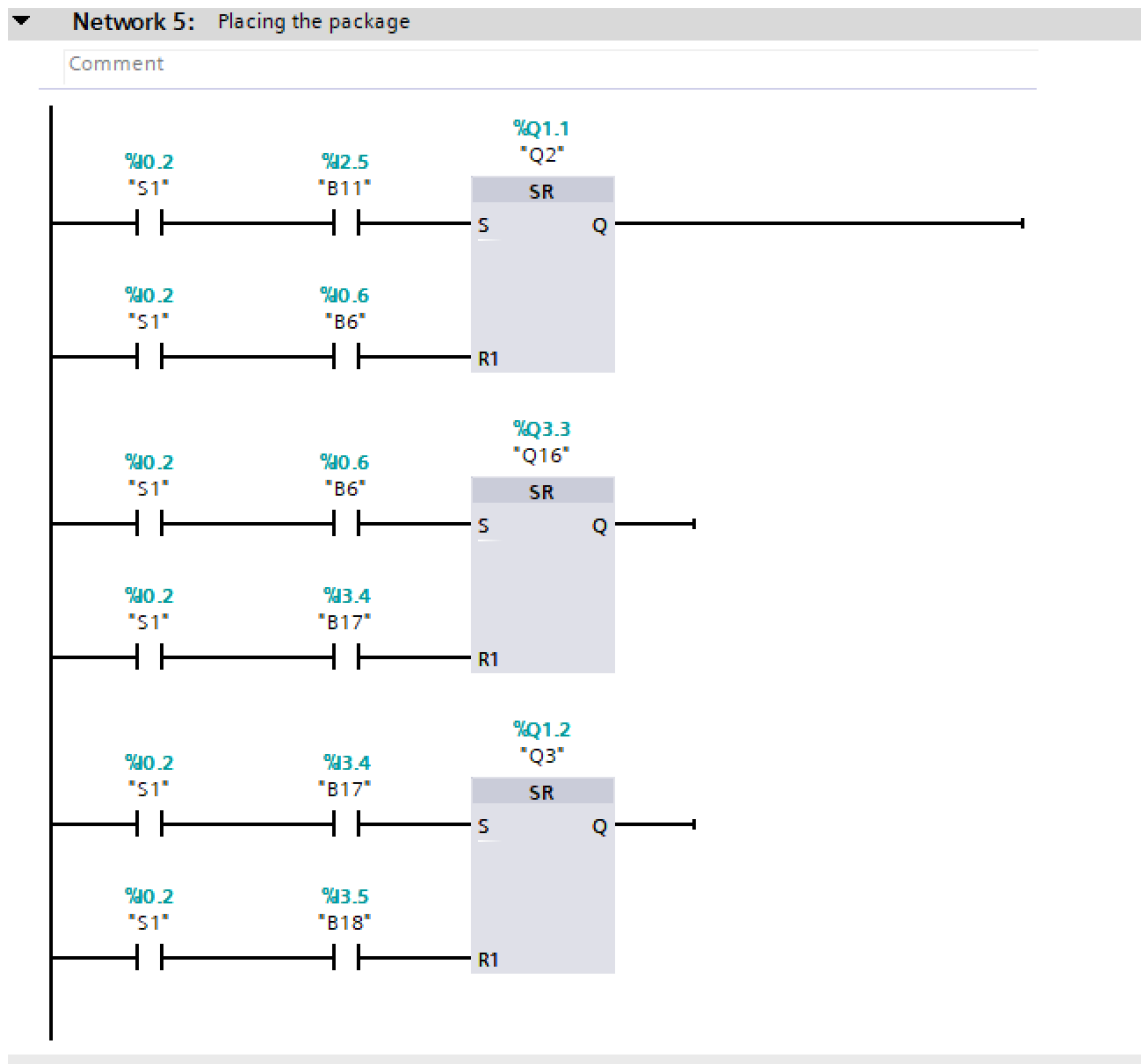 Network 5: Placing the package
Comment
%Q1.1
"Q2"
%I0.2 %I2.5
"S1" "B11"
SR
S Q
%I0.2 %I0.6
"S1" "B6"
R1
%Q3.3
"Q16"
%I0.2 %I0.6
"S1" "B6"
SR
S Q
%I0.2 %I3.4
"S1" "B17"
R1
%Q1.2
"Q3"
%I0.2 %I3.4
"S1" "B17"
SR
S Q
%I0.2 %I3.5
"S1" "B18"
R1